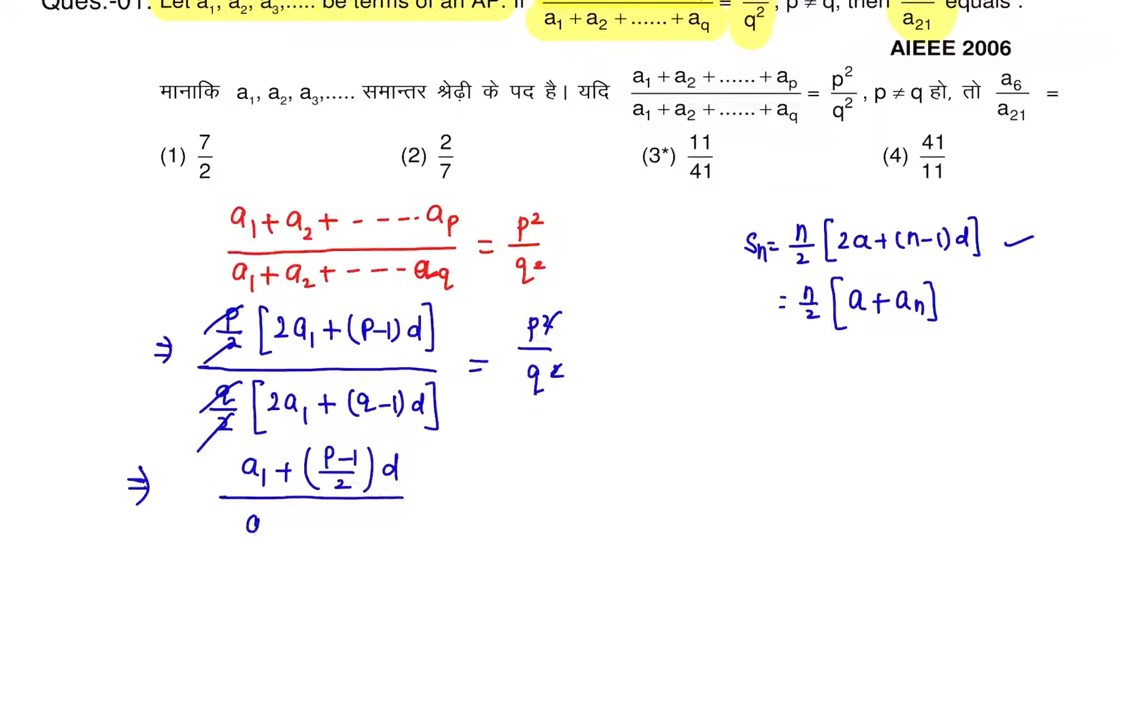 Ques.-01. Let a₁, a₂, a₃,..... be terms of an AP. If a₁ + a₂ + ...... + a_q = q² , p ≠ q, then a₂₁ equals :
AIEEE 2006
मानाकि a₁, a₂, a₃,..... समान्तर श्रेढ़ी के पद है। यदि (a₁ + a₂ + ...... + a_p)/(a₁ + a₂ + ...... + a_q) = p²/q² , p ≠ q हो, तो a₆/a₂₁ =
(1) 7/2 (2) 2/7 (3*) 11/41 (4) 41/11
(a₁ + a₂ + ----. a_p)/(a₁ + a₂ + --- a_q) = p²/q²
Sn = n/2 [2a + (n-1)d] ✓
= n/2 [a + an]
⇒ (p/2 [2a₁ + (p-1)d])/(q/2 [2a₁ + (q-1)d]) = p²/q²
⇒ (a₁ + ((p-1)/2) d)/a